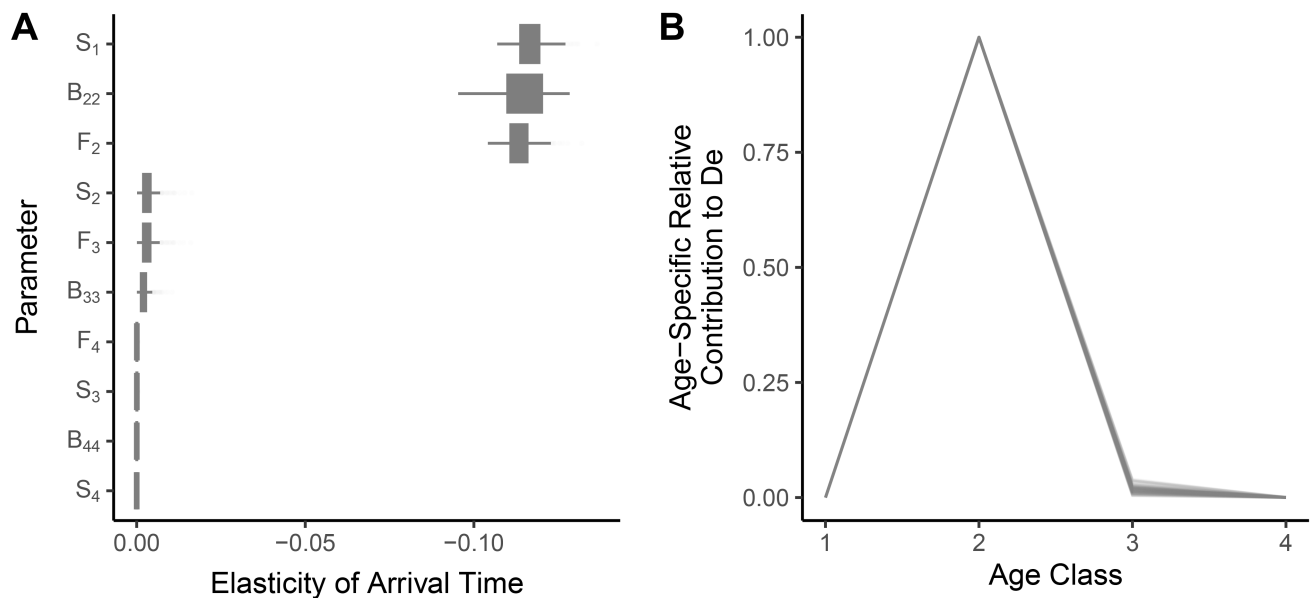 A
S1
B22
F2
S2
F3
B33
F4
S3
B44
S4
Parameter
0.00 −0.05 −0.10
Elasticity of Arrival Time
B
1.00
0.75
0.50
0.25
0.00
Age−Specific Relative
Contribution to De
1 2 3 4
Age Class